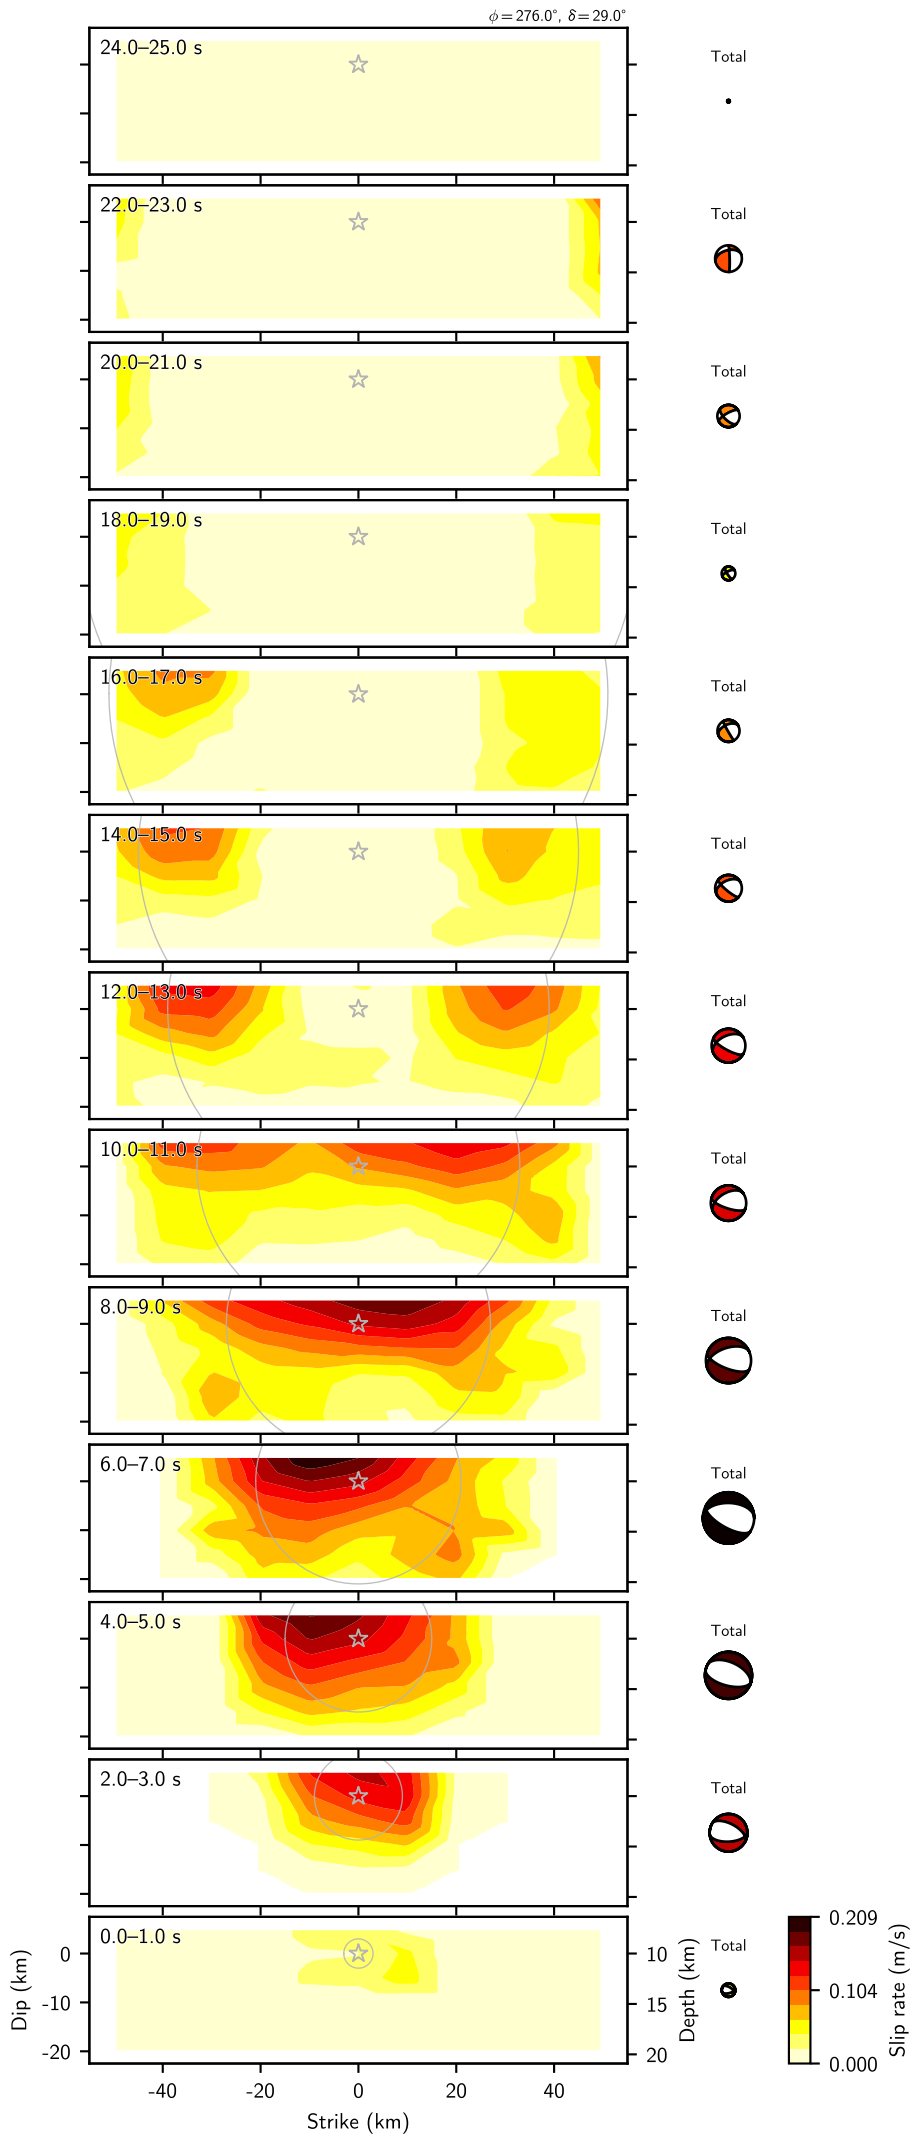 ϕ = 276.0°, δ = 29.0°
24.0–25.0 s
Total
22.0–23.0 s
Total
20.0–21.0 s
Total
18.0–19.0 s
Total
16.0–17.0 s
Total
14.0–15.0 s
Total
12.0–13.0 s
Total
10.0–11.0 s
Total
8.0–9.0 s
Total
6.0–7.0 s
Total
4.0–5.0 s
Total
2.0–3.0 s
Total
0.0–1.0 s
Total
Dip (km)
0
-10
-20
10
15
20
Depth (km)
0.209
0.104
0.000
Slip rate (m/s)
-40 -20 0 20 40
Strike (km)